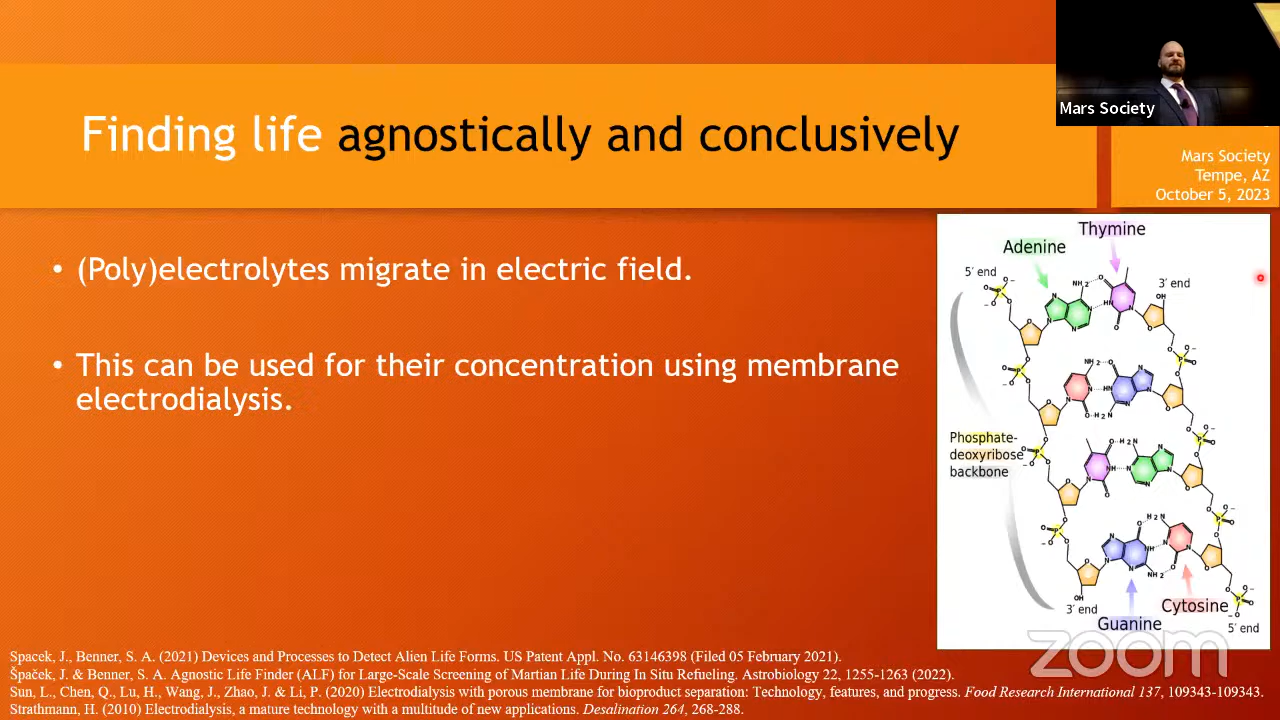 Mars Society
Finding life agnostically and conclusively
Mars Society
Tempe, AZ
October 5, 2023
• (Poly)electrolytes migrate in electric field.
• This can be used for their concentration using membrane
electrodialysis.
Thymine
Adenine
5′ end
3′ end
Phosphate-
deoxyribose
backbone
3′ end
Cytosine
Guanine
5′ end
zoom
Spacek, J., Benner, S. A. (2021) Devices and Processes to Detect Alien Life Forms. US Patent Appl. No. 63146398 (Filed 05 February 2021).
Špaček, J. & Benner, S. A. Agnostic Life Finder (ALF) for Large-Scale Screening of Martian Life During In Situ Refueling. Astrobiology 22, 1255-1263 (2022).
Sun, L., Chen, Q., Lu, H., Wang, J., Zhao, J. & Li, P. (2020) Electrodialysis with porous membrane for bioproduct separation: Technology, features, and progress. Food Research International 137, 109343-109343.
Strathmann, H. (2010) Electrodialysis, a mature technology with a multitude of new applications. Desalination 264, 268-288.